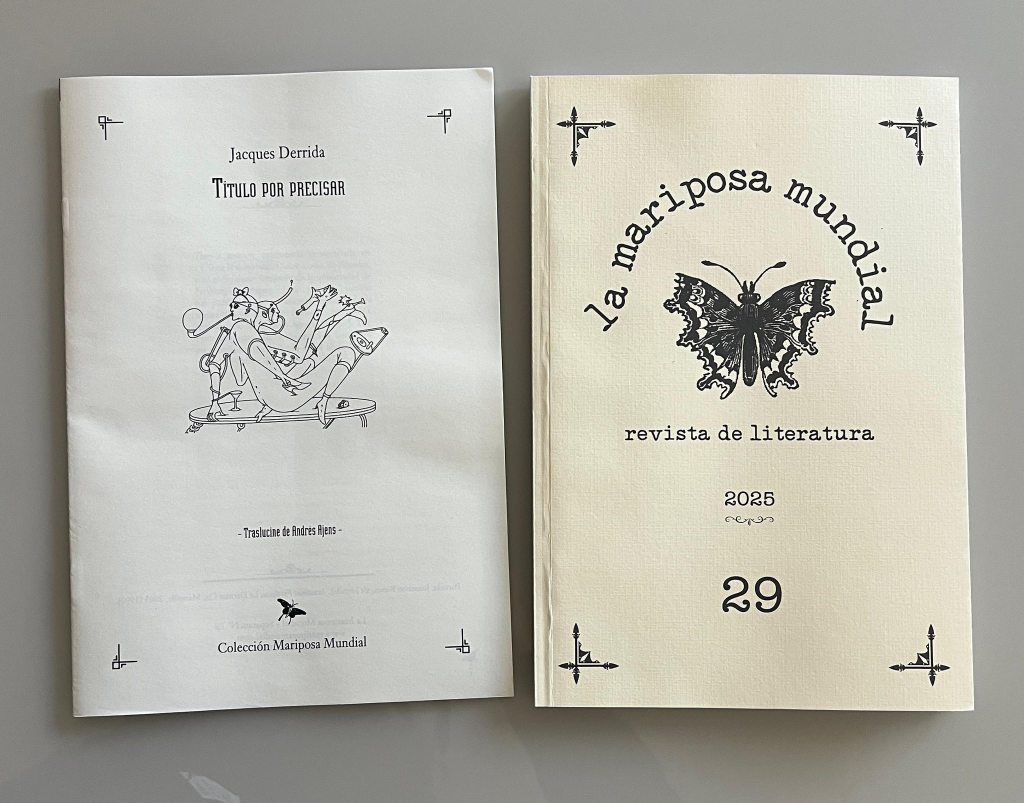 Jacques Derrida
TÍTULO POR PRECISAR
- Traslucine de Andrés Ajens -
Colección Mariposa Mundial
la mariposa mundial
revista de literatura
2025
29